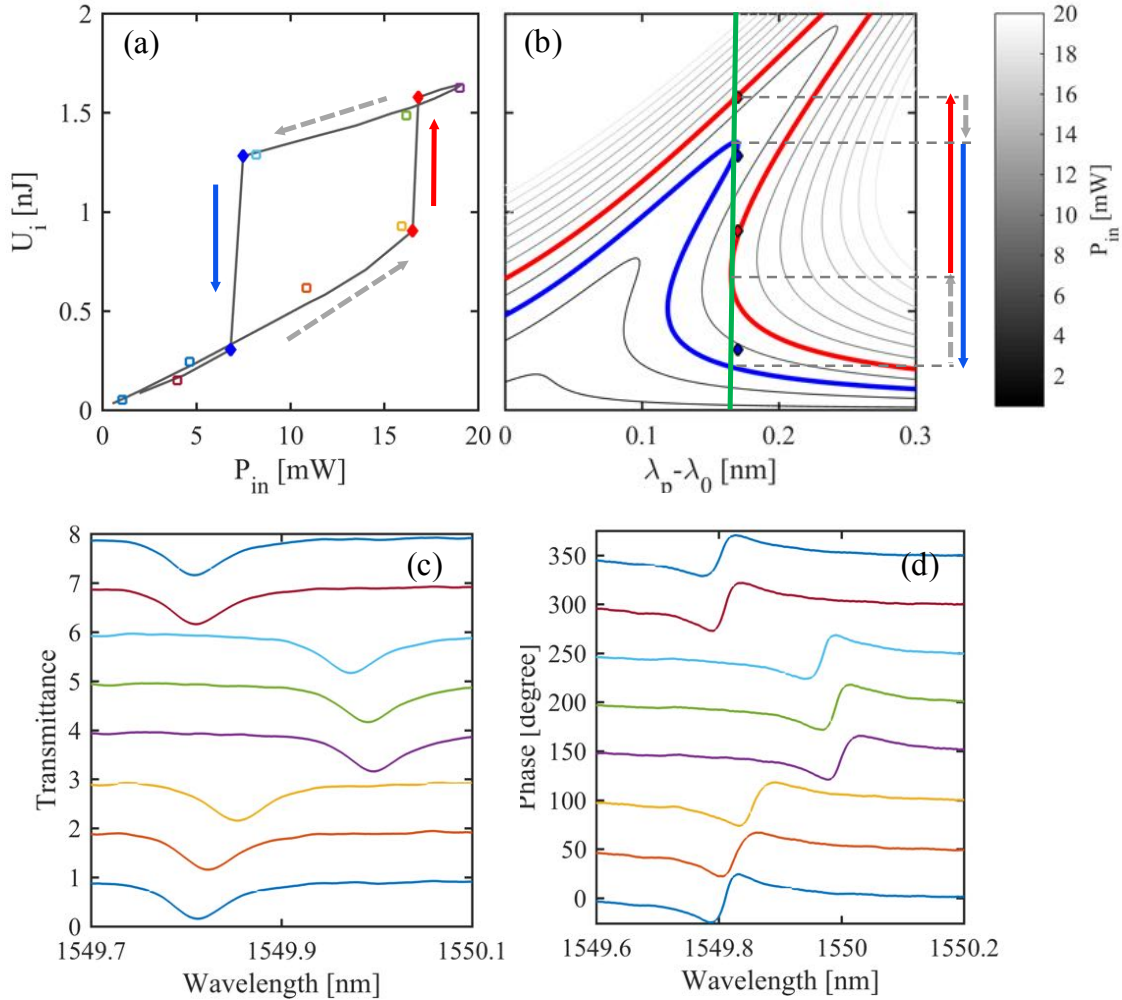 (a)
2
1.5
1
0.5
0
U_i [nJ]
0 5 10 15 20
P_in [mW]
(b)
0 0.1 0.2 0.3
λ_p-λ_0 [nm]
20
18
16
14
12
10
8
6
4
2
P_in [mW]
(c)
8
7
6
5
4
3
2
1
0
Transmittance
1549.7 1549.9 1550.1
Wavelength [nm]
(d)
350
300
250
200
150
100
50
0
Phase [degree]
1549.6 1549.8 1550 1550.2
Wavelength [nm]